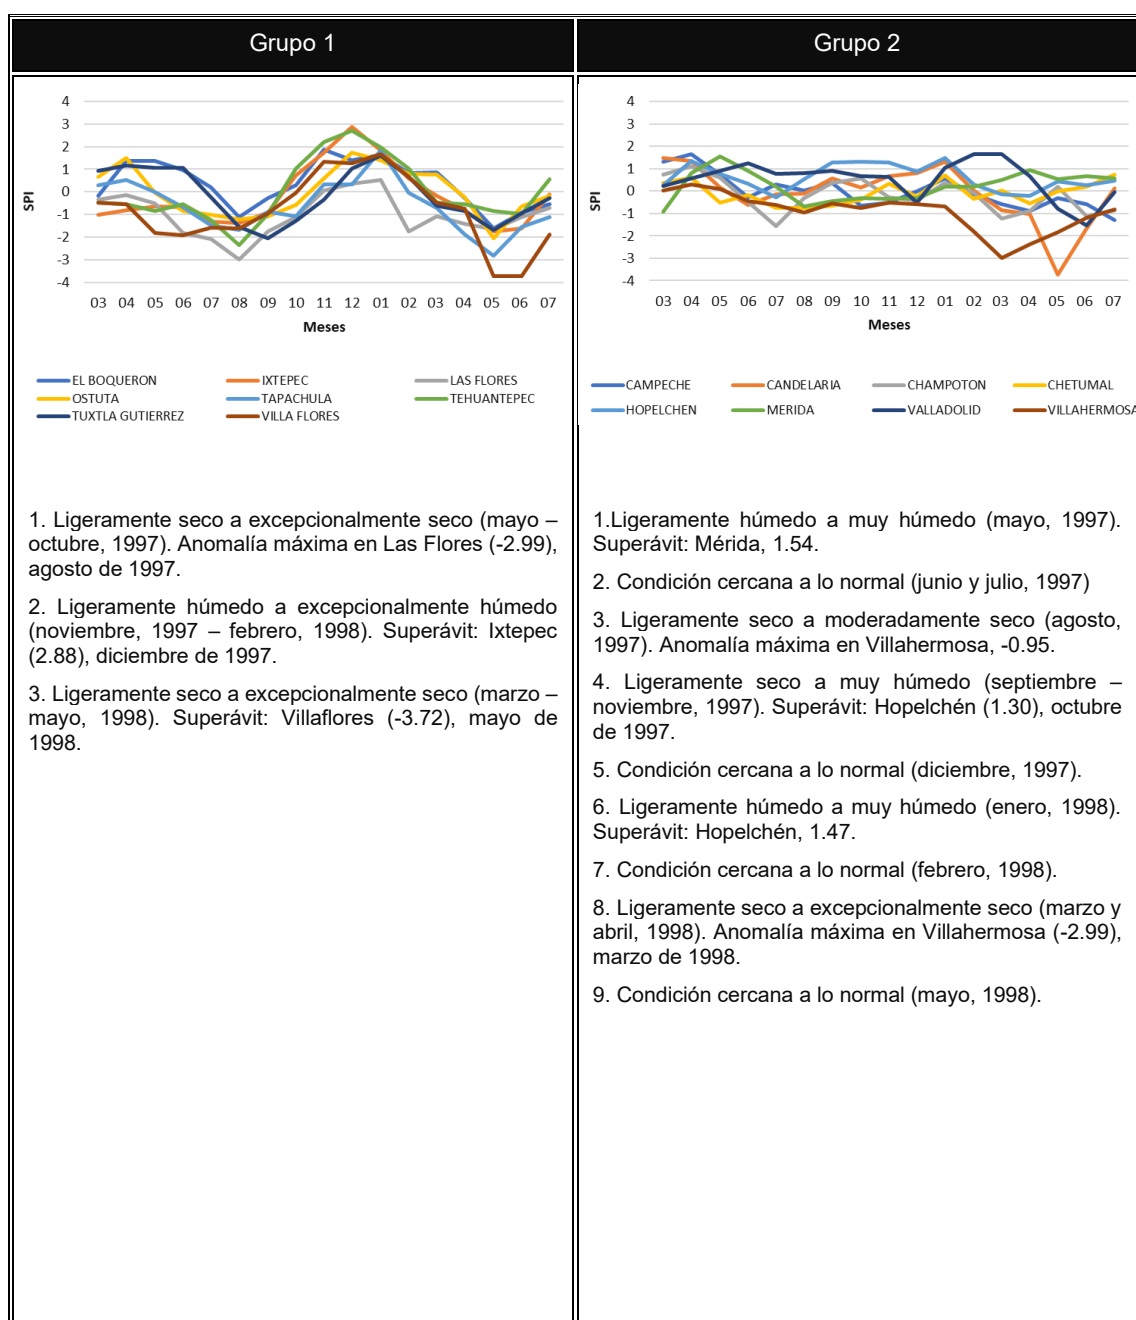 Grupo 1
4
3
2
1
0
-1
-2
-3
-4
SPI
03 04 05 06 07 08 09 10 11 12 01 02 03 04 05 06 07
Meses
EL BOQUERON IXTEPEC LAS FLORES
OSTUTA TAPACHULA TEHUANTEPEC
TUXTLA GUTIERREZ VILLA FLORES
1. Ligeramente seco a excepcionalmente seco (mayo –
octubre, 1997). Anomalía máxima en Las Flores (-2.99),
agosto de 1997.
2. Ligeramente húmedo a excepcionalmente húmedo
(noviembre, 1997 – febrero, 1998). Superávit: Ixtepec
(2.88), diciembre de 1997.
3. Ligeramente seco a excepcionalmente seco (marzo –
mayo, 1998). Superávit: Villaflores (-3.72), mayo de
1998.
Grupo 2
4
3
2
1
0
-1
-2
-3
-4
SPI
03 04 05 06 07 08 09 10 11 12 01 02 03 04 05 06 07
Meses
CAMPECHE CANDELARIA CHAMPOTON CHETUMAL
HOPELCHEN MERIDA VALLADOLID VILLAHERMOSA
1.Ligeramente húmedo a muy húmedo (mayo, 1997).
Superávit: Mérida, 1.54.
2. Condición cercana a lo normal (junio y julio, 1997)
3. Ligeramente seco a moderadamente seco (agosto,
1997). Anomalía máxima en Villahermosa, -0.95.
4. Ligeramente seco a muy húmedo (septiembre –
noviembre, 1997). Superávit: Hopelchén (1.30), octubre
de 1997.
5. Condición cercana a lo normal (diciembre, 1997).
6. Ligeramente húmedo a muy húmedo (enero, 1998).
Superávit: Hopelchén, 1.47.
7. Condición cercana a lo normal (febrero, 1998).
8. Ligeramente seco a excepcionalmente seco (marzo y
abril, 1998). Anomalía máxima en Villahermosa (-2.99),
marzo de 1998.
9. Condición cercana a lo normal (mayo, 1998).